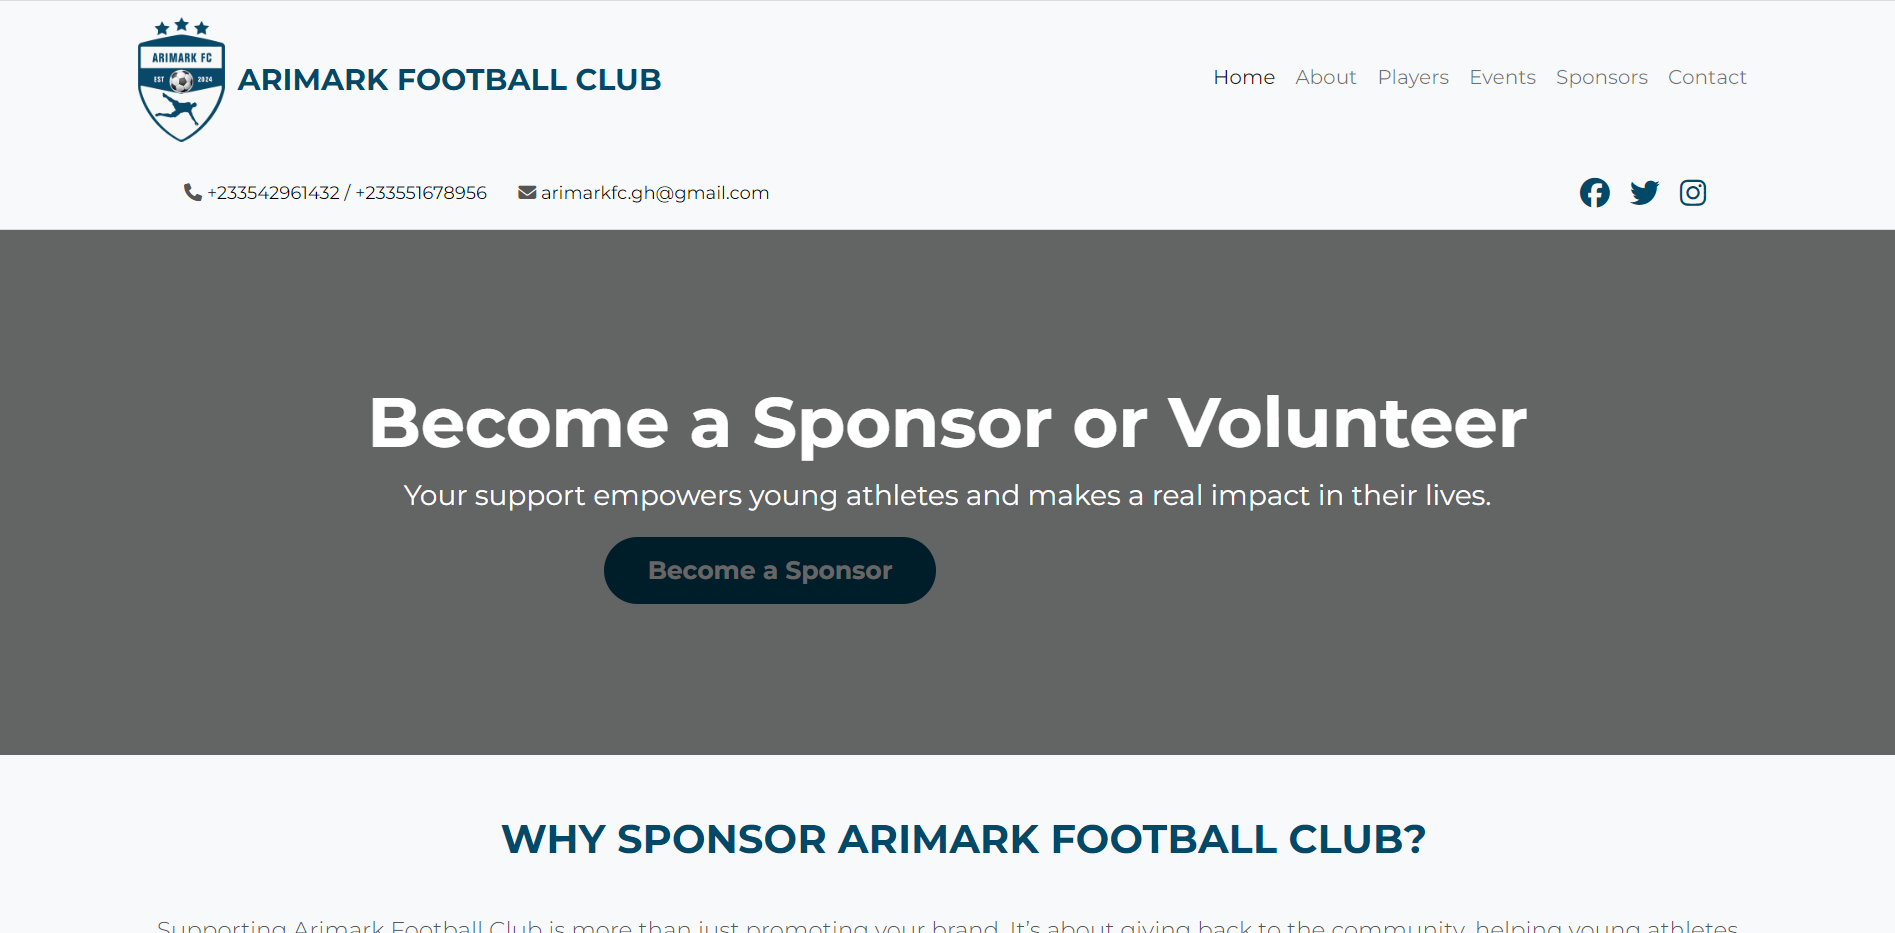 ARIMARK FC
EST 2024
ARIMARK FOOTBALL CLUB
Home About Players Events Sponsors Contact
+233542961432 / +233551678956 arimarkfc.gh@gmail.com
Become a Sponsor or Volunteer
Your support empowers young athletes and makes a real impact in their lives.
Become a Sponsor
WHY SPONSOR ARIMARK FOOTBALL CLUB?
Supporting Arimark Football Club is more than just promoting your brand. It's about giving back to the community, helping young athletes